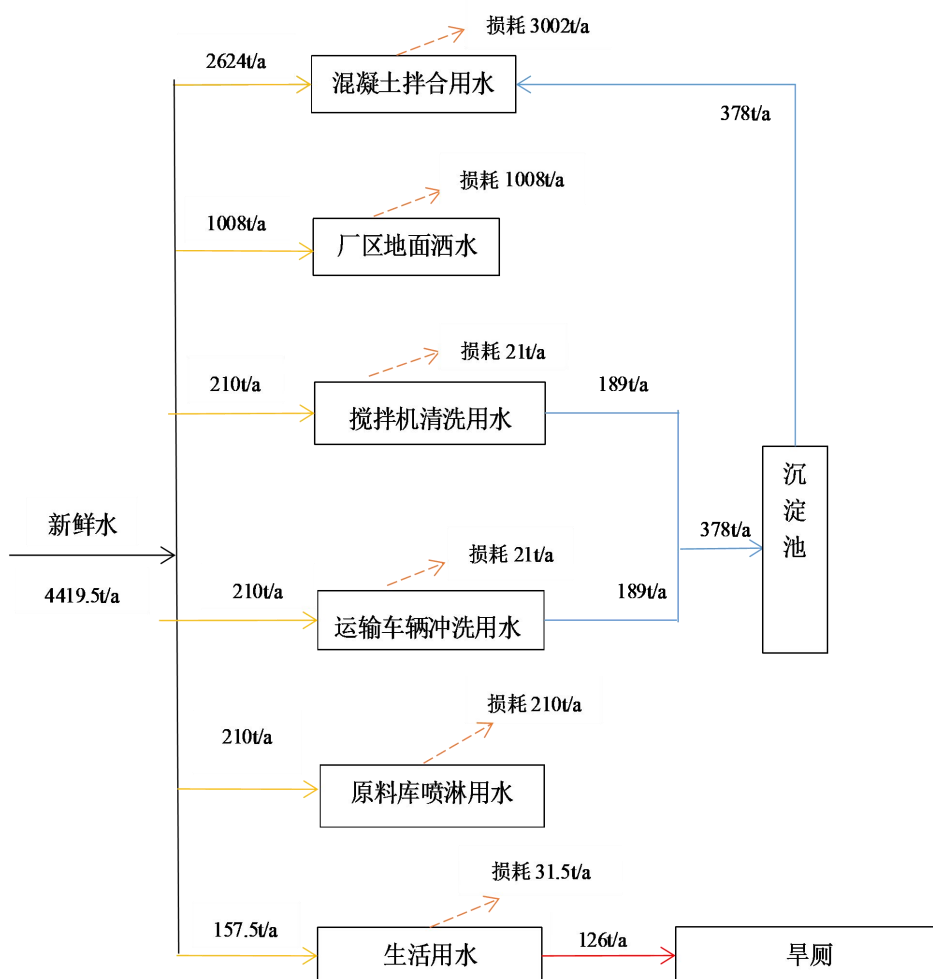 损耗 3002t/a
2624t/a
混凝土拌合用水
378t/a
损耗 1008t/a
1008t/a
厂区地面洒水
损耗 21t/a
210t/a
189t/a
搅拌机清洗用水
沉淀池
新鲜水
378t/a
损耗 21t/a
4419.5t/a
210t/a
189t/a
运输车辆冲洗用水
损耗 210t/a
210t/a
原料库喷淋用水
损耗 31.5t/a
157.5t/a
生活用水
126t/a
旱厕